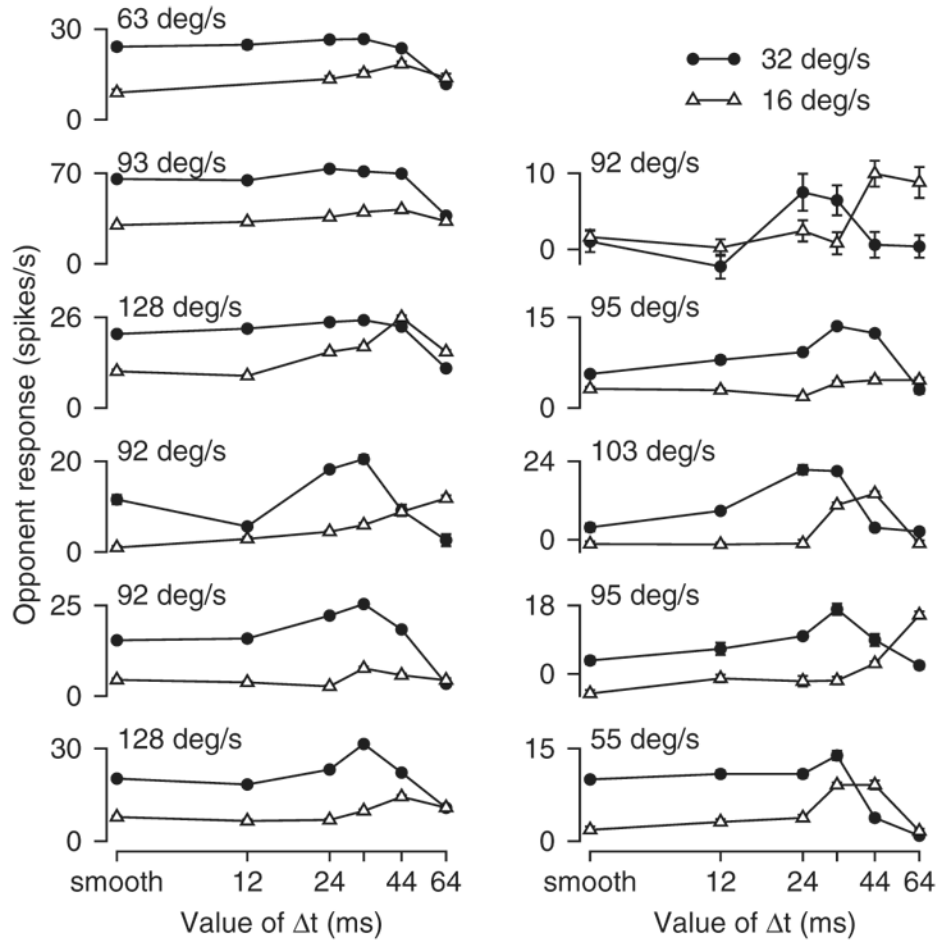 63 deg/s
30
0
32 deg/s
16 deg/s
93 deg/s
70
0
92 deg/s
10
0
128 deg/s
26
0
95 deg/s
15
0
92 deg/s
20
0
103 deg/s
24
0
92 deg/s
25
0
95 deg/s
18
0
128 deg/s
30
0
55 deg/s
15
0
Opponent response (spikes/s)
smooth 12 24 44 64
Value of Δt (ms)
smooth 12 24 44 64
Value of Δt (ms)